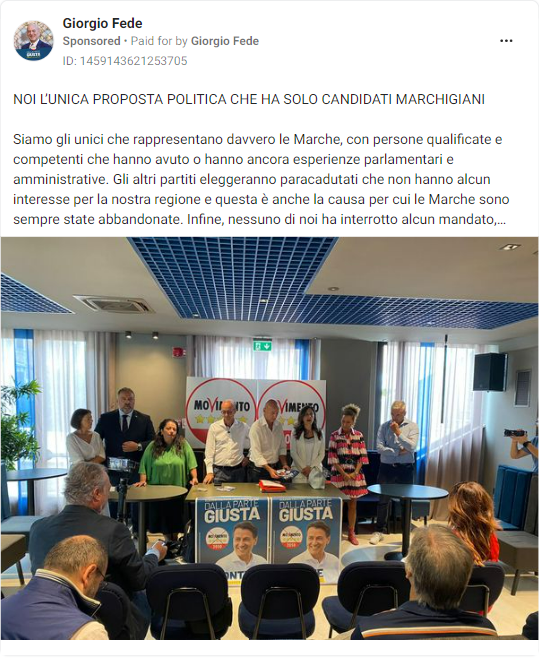 Giorgio Fede
Sponsored • Paid for by Giorgio Fede
ID: 1459143621253705
NOI L'UNICA PROPOSTA POLITICA CHE HA SOLO CANDIDATI MARCHIGIANI
Siamo gli unici che rappresentano davvero le Marche, con persone qualificate e
competenti che hanno avuto o hanno ancora esperienze parlamentari e
amministrative. Gli altri partiti eleggeranno paracadutati che non hanno alcun
interesse per la nostra regione e questa è anche la causa per cui le Marche sono
sempre state abbandonate. Infine, nessuno di noi ha interrotto alcun mandato,...
MOVIMENTO
MOVIMENTO
DALLA PARTE
GIUSTA
DALLA PARTE
GIUSTA